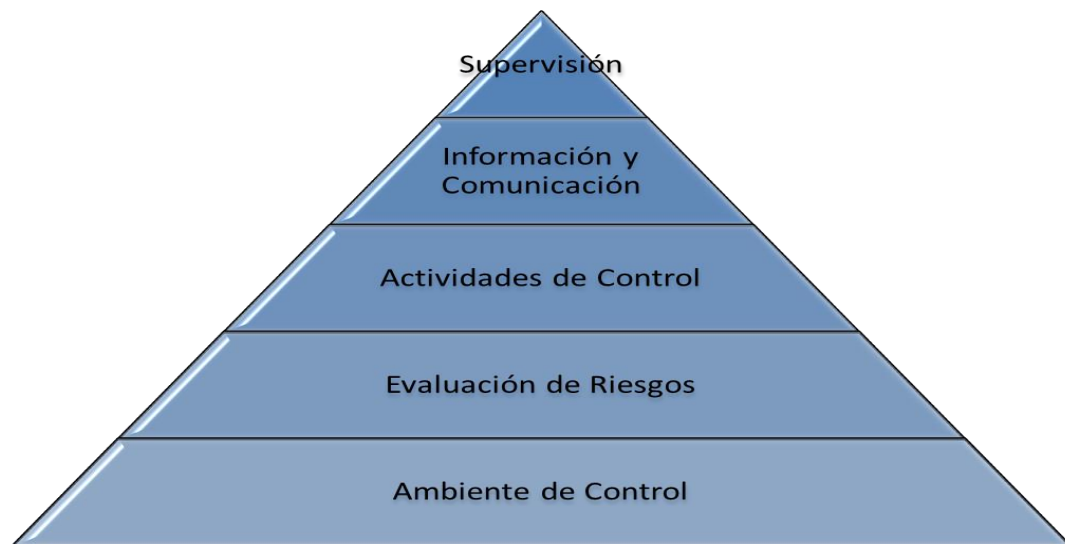 Supervisión
Información y
Comunicación
Actividades de Control
Evaluación de Riesgos
Ambiente de Control